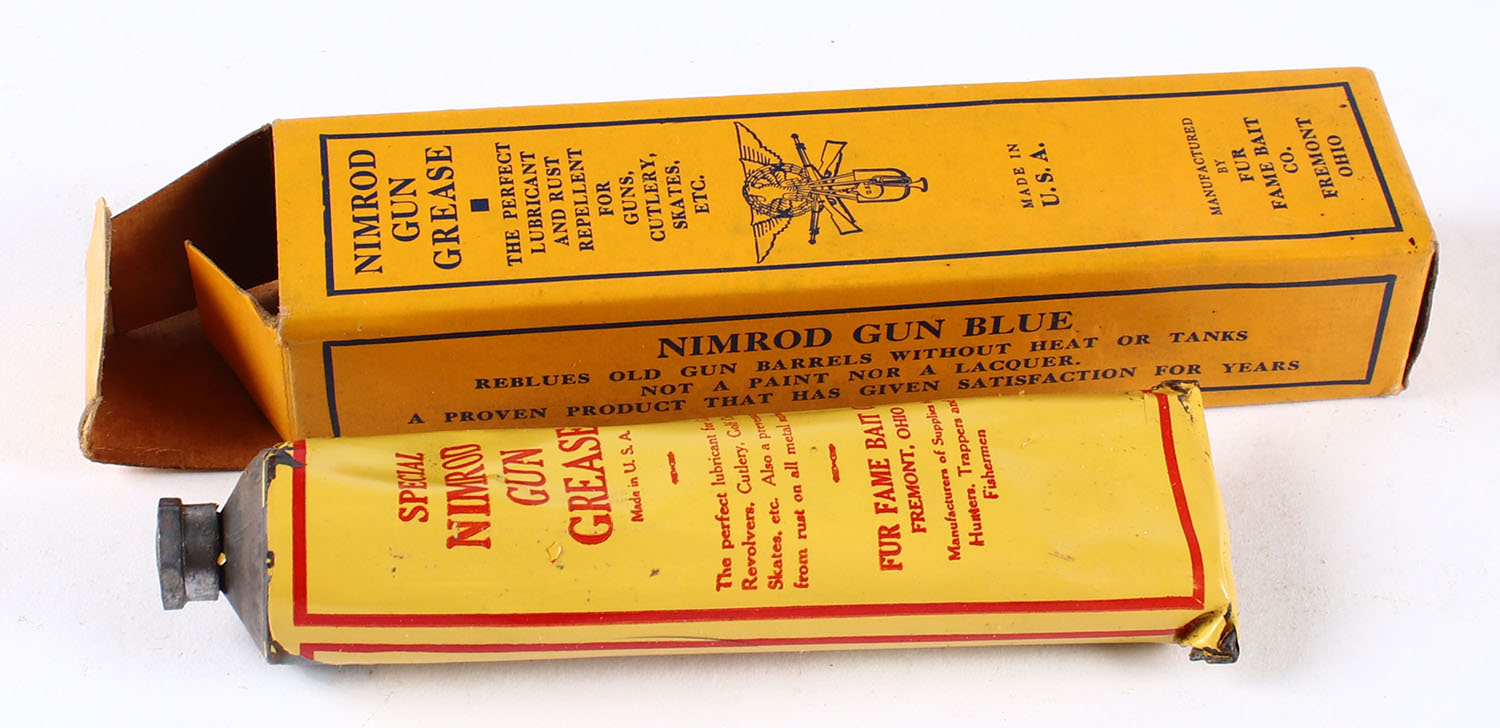 NIMROD
GUN
GREASE
THE PERFECT
LUBRICANT
AND RUST
REPELLENT
FOR
GUNS,
CUTLERY,
SKATES,
ETC.
MADE IN
U.S.A.
MANUFACTURED
BY
FUR
FAME BAIT
CO.
FREMONT
OHIO
NIMROD GUN BLUE
REBLUES OLD GUN BARRELS WITHOUT HEAT OR TANKS
NOT A PAINT NOR A LACQUER.
A PROVEN PRODUCT THAT HAS GIVEN SATISFACTION FOR YEARS
SPECIAL
NIMROD
GUN
GREASE
Made in U. S. A.
The perfect lubricant for
Revolvers, Cutlery,
Skates, etc. Also a
from rust on all metal
FUR FAME BAIT
FREMONT, OHIO
Manufacturers of Supplies
Hunters, Trappers and
Fishermen